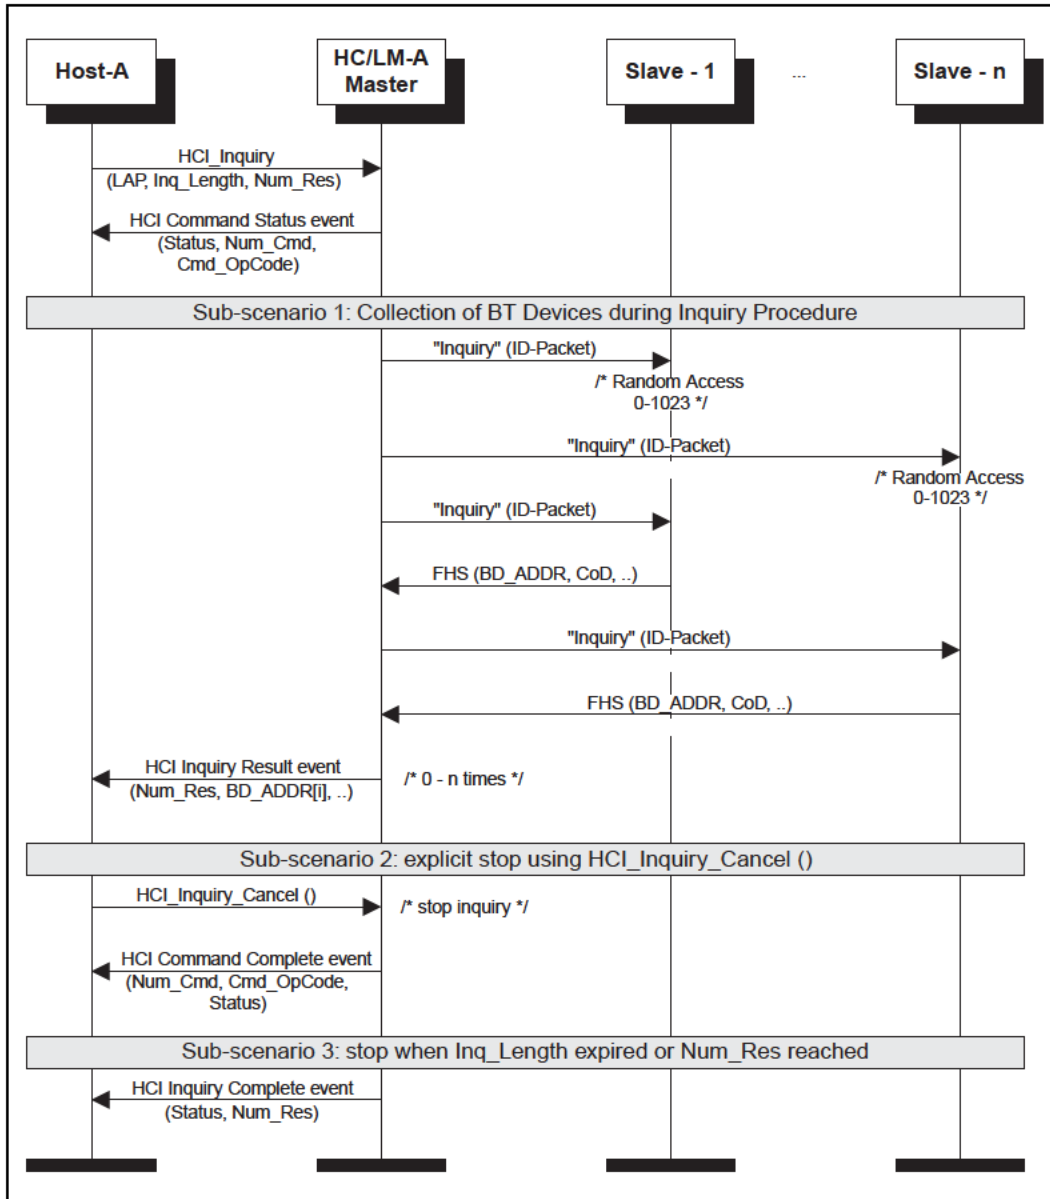 Host-A
HC/LM-A
Master
Slave - 1
...
Slave - n
HCI_Inquiry
(LAP, Inq_Length, Num_Res)
HCI Command Status event
(Status, Num_Cmd,
Cmd_OpCode)
Sub-scenario 1: Collection of BT Devices during Inquiry Procedure
"Inquiry" (ID-Packet)
/* Random Access
0-1023 */
"Inquiry" (ID-Packet)
/* Random Access
0-1023 */
"Inquiry" (ID-Packet)
FHS (BD_ADDR, CoD, ..)
"Inquiry" (ID-Packet)
FHS (BD_ADDR, CoD, ..)
HCI Inquiry Result event
(Num_Res, BD_ADDR[i], ..)
/* 0 - n times */
Sub-scenario 2: explicit stop using HCI_Inquiry_Cancel ()
HCI_Inquiry_Cancel ()
/* stop inquiry */
HCI Command Complete event
(Num_Cmd, Cmd_OpCode,
Status)
Sub-scenario 3: stop when Inq_Length expired or Num_Res reached
HCI Inquiry Complete event
(Status, Num_Res)